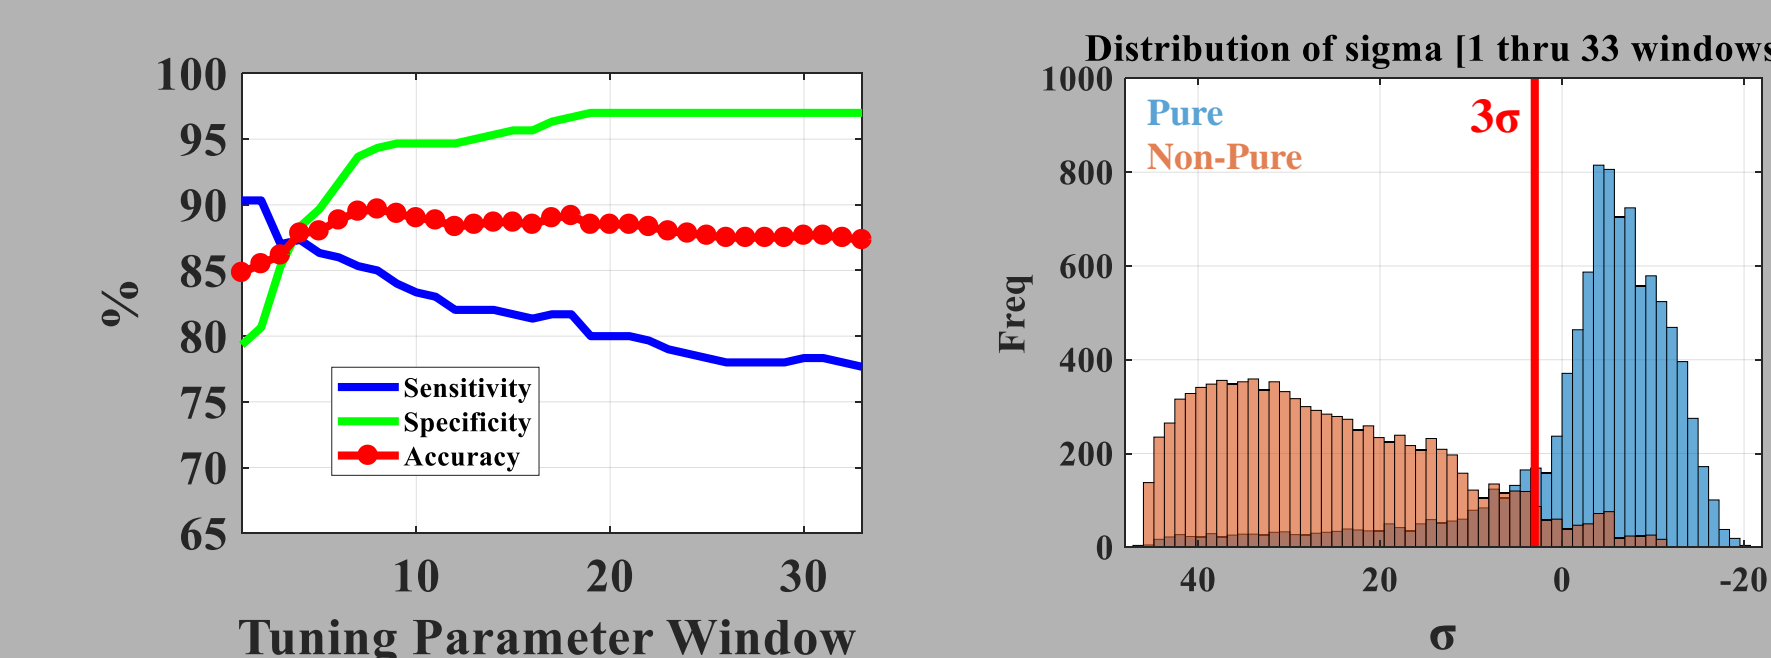 100
95
90
85
80
75
70
65
%
Sensitivity
Specificity
Accuracy
10 20 30
Tuning Parameter Window
Distribution of sigma [1 thru 33 windows
1000
800
600
400
200
0
Freq
Pure
Non-Pure
3σ
40 20 0 -20
σ